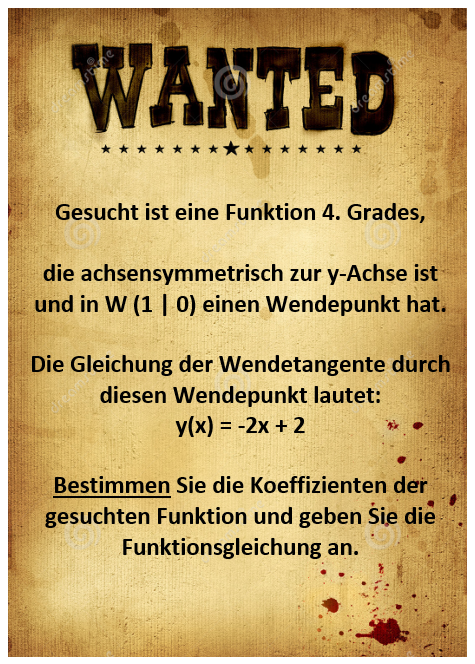 WANTED
Gesucht ist eine Funktion 4. Grades,
die achsensymmetrisch zur y-Achse ist
und in W (1 | 0) einen Wendepunkt hat.
Die Gleichung der Wendetangente durch
diesen Wendepunkt lautet:
y(x) = -2x + 2
Bestimmen Sie die Koeffizienten der
gesuchten Funktion und geben Sie die
Funktionsgleichung an.